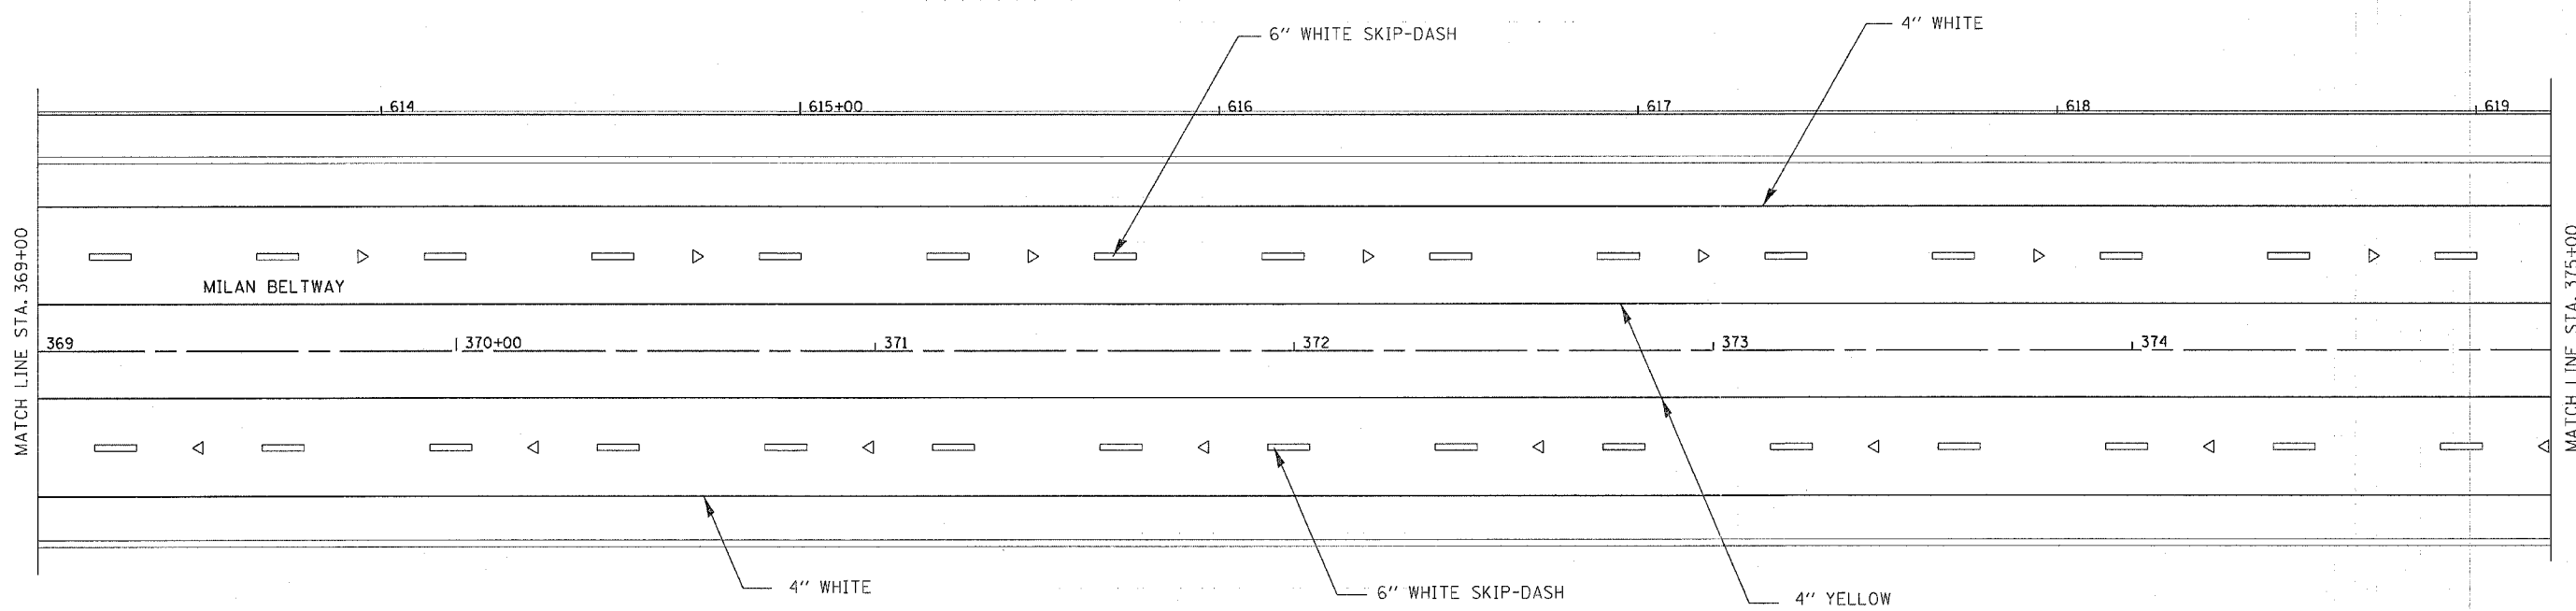 6" WHITE SKIP-DASH
4" WHITE
614
615+00
616
617
618
619
MATCH LINE STA. 369+00
MATCH LINE STA. 375+00
MILAN BELTWAY
369
370+00
371
372
373
374
4" WHITE
6" WHITE SKIP-DASH
4" YELLOW